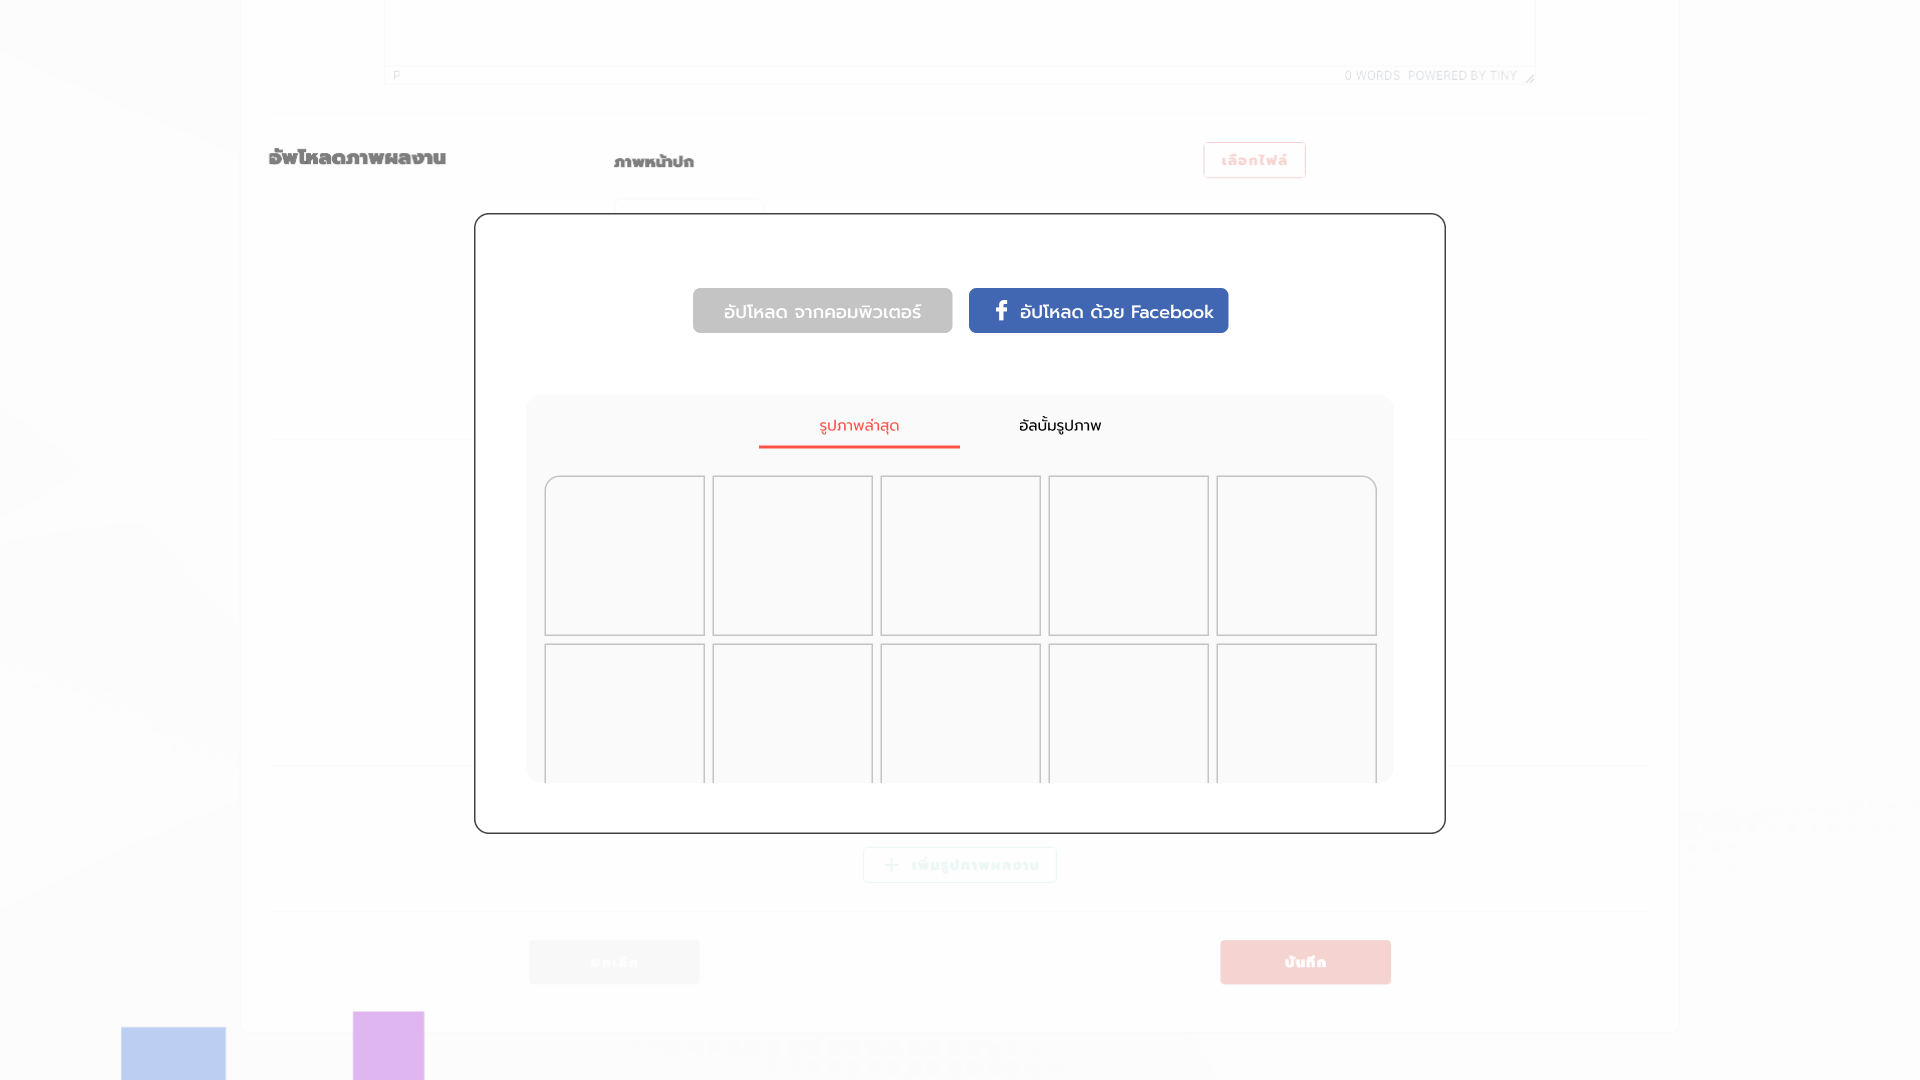 P
0 WORDS POWERED BY TINY
อัพโหลดภาพผลงาน
ภาพหน้าปก
เลือกไฟล์
อัปโหลด จากคอมพิวเตอร์
อัปโหลด ด้วย Facebook
รูปภาพล่าสุด
อัลบั้มรูปภาพ
เพิ่มรูปภาพผลงาน
ยกเลิก
บันทึก